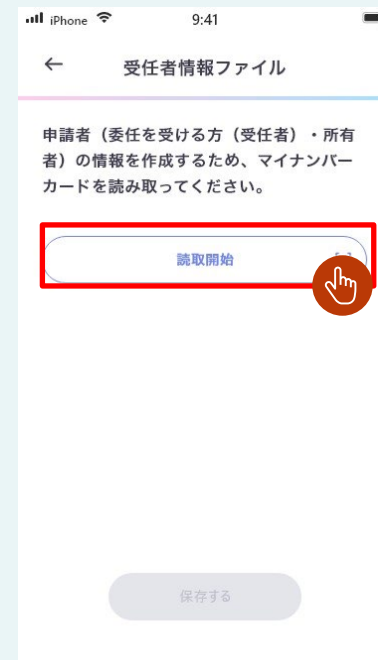 iPhone 9:41
受任者情報ファイル
申請者（委任を受ける方（受任者）・所有
者）の情報を作成するため、マイナンバー
カードを読み取ってください。
読取開始
保存する